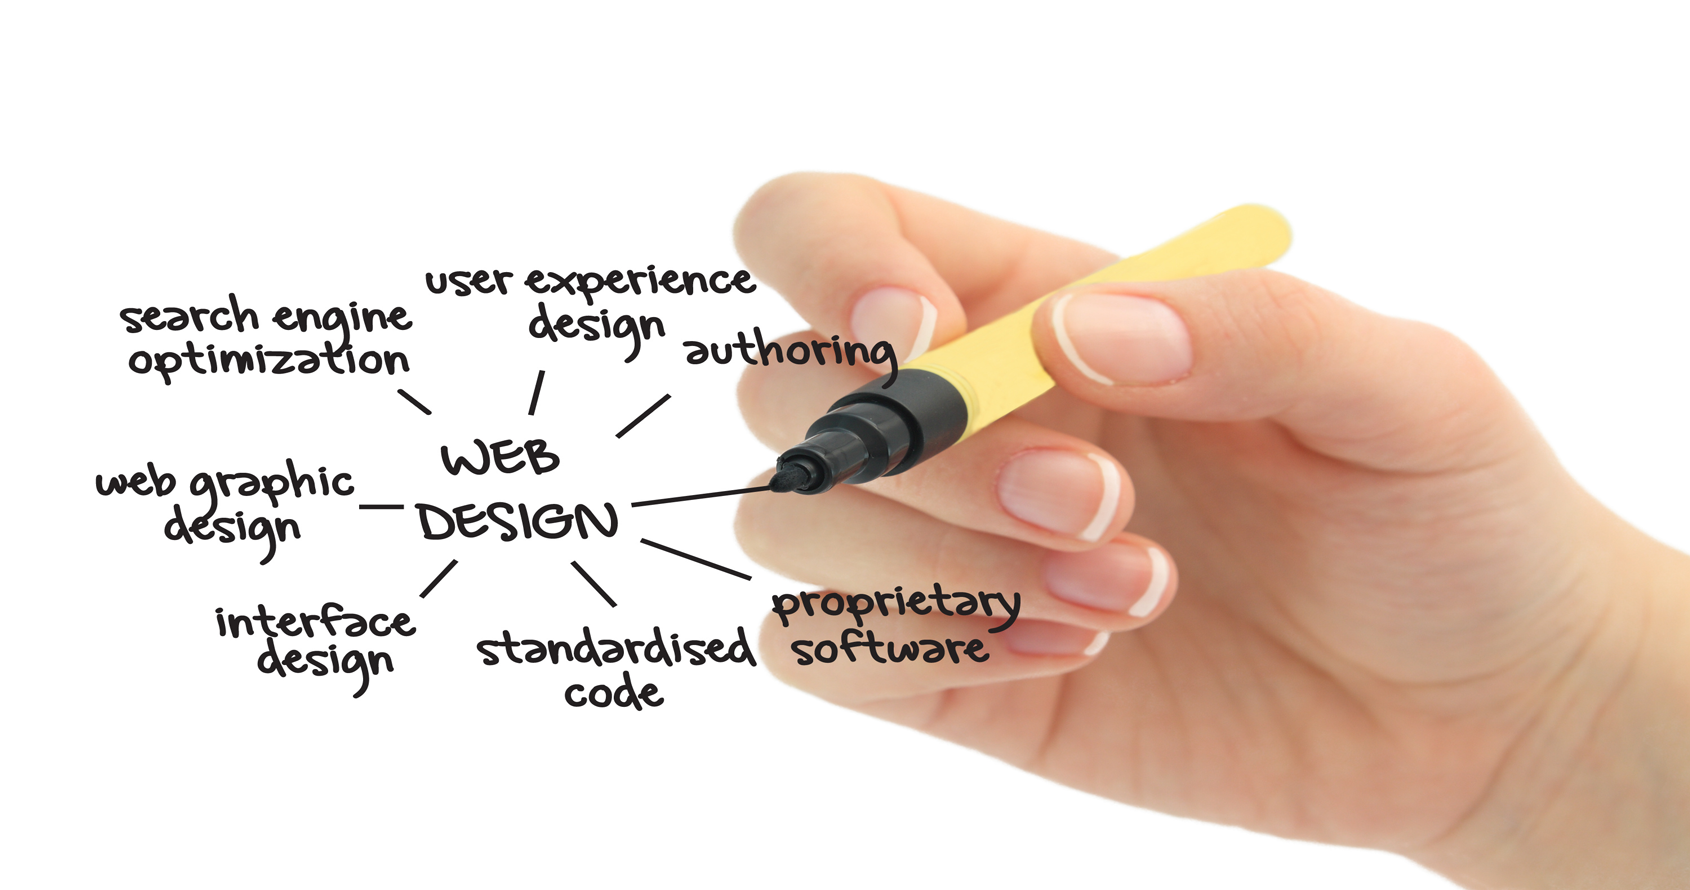 user experience
design
search engine
optimization
authoring
WEB
DESIGN
web graphic
design
interface
design
standardised
code
proprietary
software